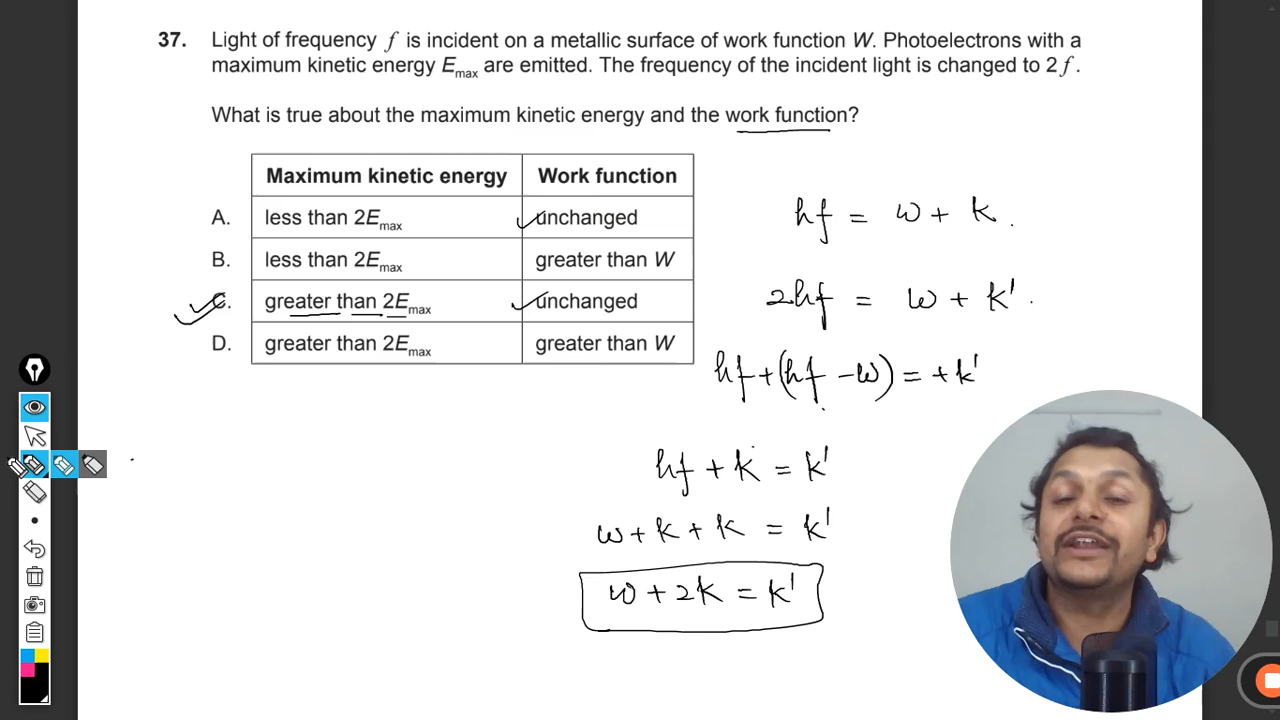 37. Light of frequency f is incident on a metallic surface of work function W. Photoelectrons with a
maximum kinetic energy Emax are emitted. The frequency of the incident light is changed to 2f.
What is true about the maximum kinetic energy and the work function?
Maximum kinetic energy Work function
A. less than 2Emax unchanged
B. less than 2Emax greater than W
C. greater than 2Emax unchanged
D. greater than 2Emax greater than W
hf = w + k.
2hf = w + k'.
hf + (hf - w) = + k'
hf + k = k'
w + k + k = k'
w + 2k = k'